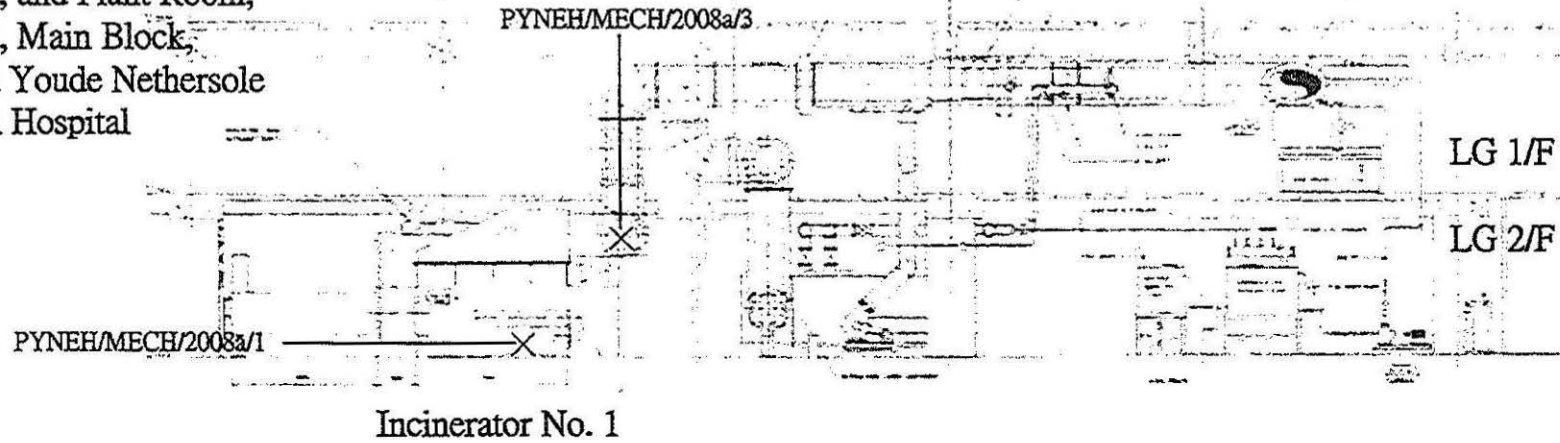 , and Plant Room,
, Main Block,
Youde Nethersole
Hospital
PYNEH/MECH/2008a/3
LG 1/F
LG 2/F
PYNEH/MECH/2008a/1
Incinerator No. 1